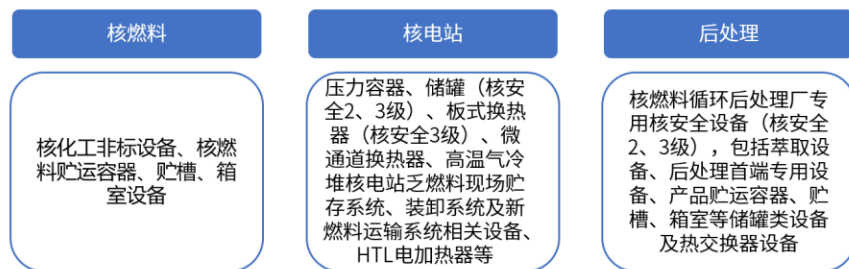 核燃料
核化工非标设备、核燃
料贮运容器、贮槽、箱
室设备
核电站
压力容器、储罐（核安
全2、3级）、板式换热
器（核安全3级）、微
通道换热器、高温气冷
堆核电站乏燃料现场贮
存系统、装卸系统及新
燃料运输系统相关设备、
HTL电加热器等
后处理
核燃料循环后处理厂专
用核安全设备（核安全
2、3级），包括萃取设
备、后处理首端专用设
备、产品贮运容器、贮
槽、箱室等储罐类设备
及热交换器设备